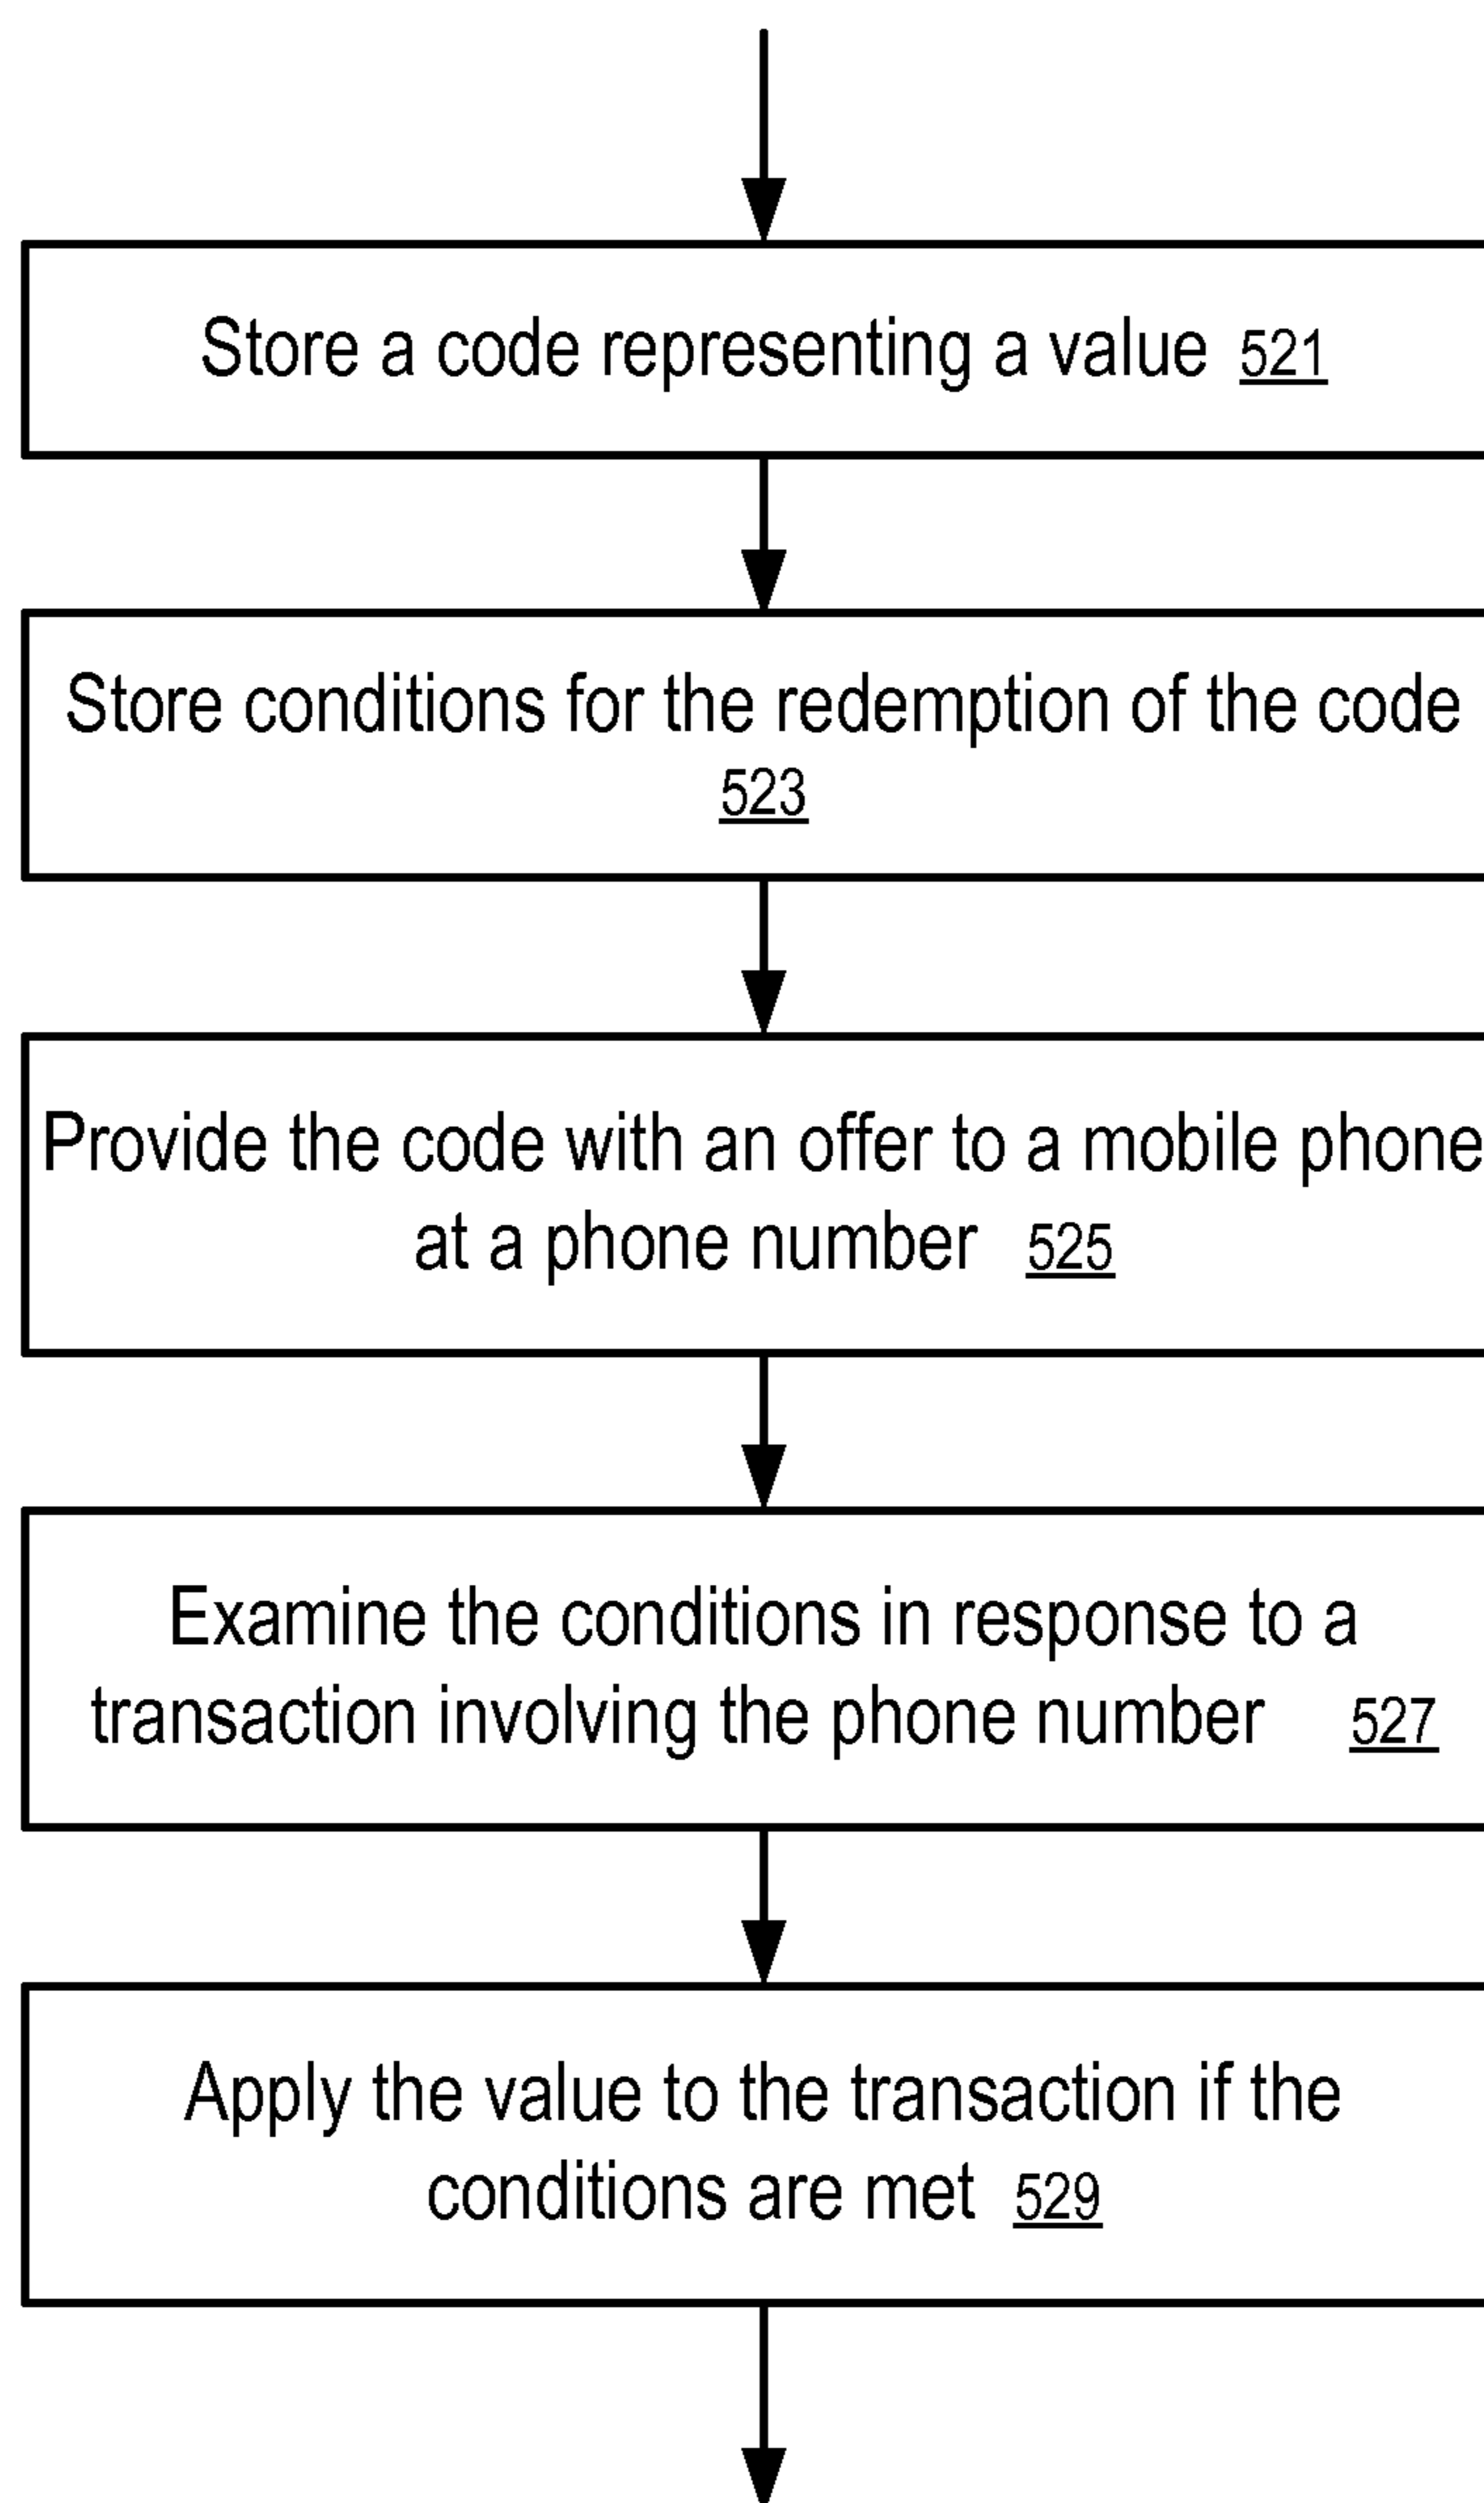 Store a code representing a value 521
Store conditions for the redemption of the code
523
Provide the code with an offer to a mobile phone
at a phone number 525
Examine the conditions in response to a
transaction involving the phone number 527
Apply the value to the transaction if the
conditions are met 529